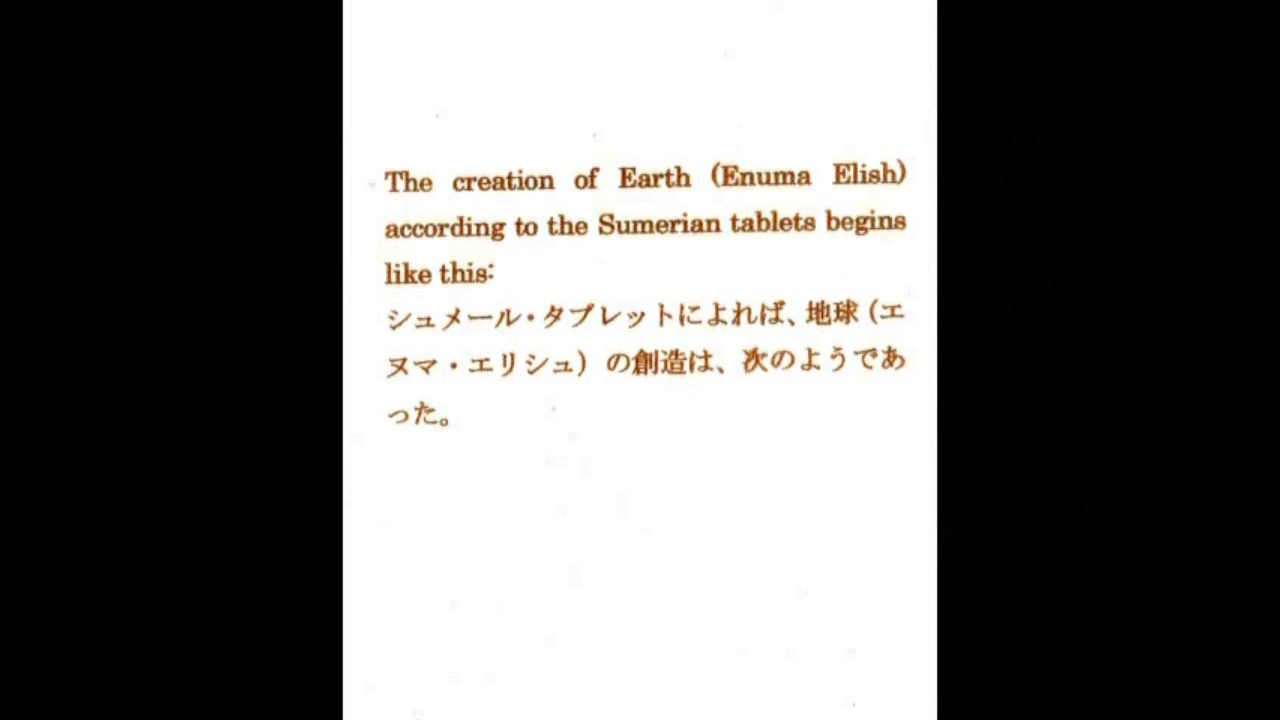 The creation of Earth (Enuma Elish)
according to the Sumerian tablets begins
like this:
シュメール・タブレットによれば、地球（エ
ヌマ・エリシュ）の創造は、次のようであ
った。